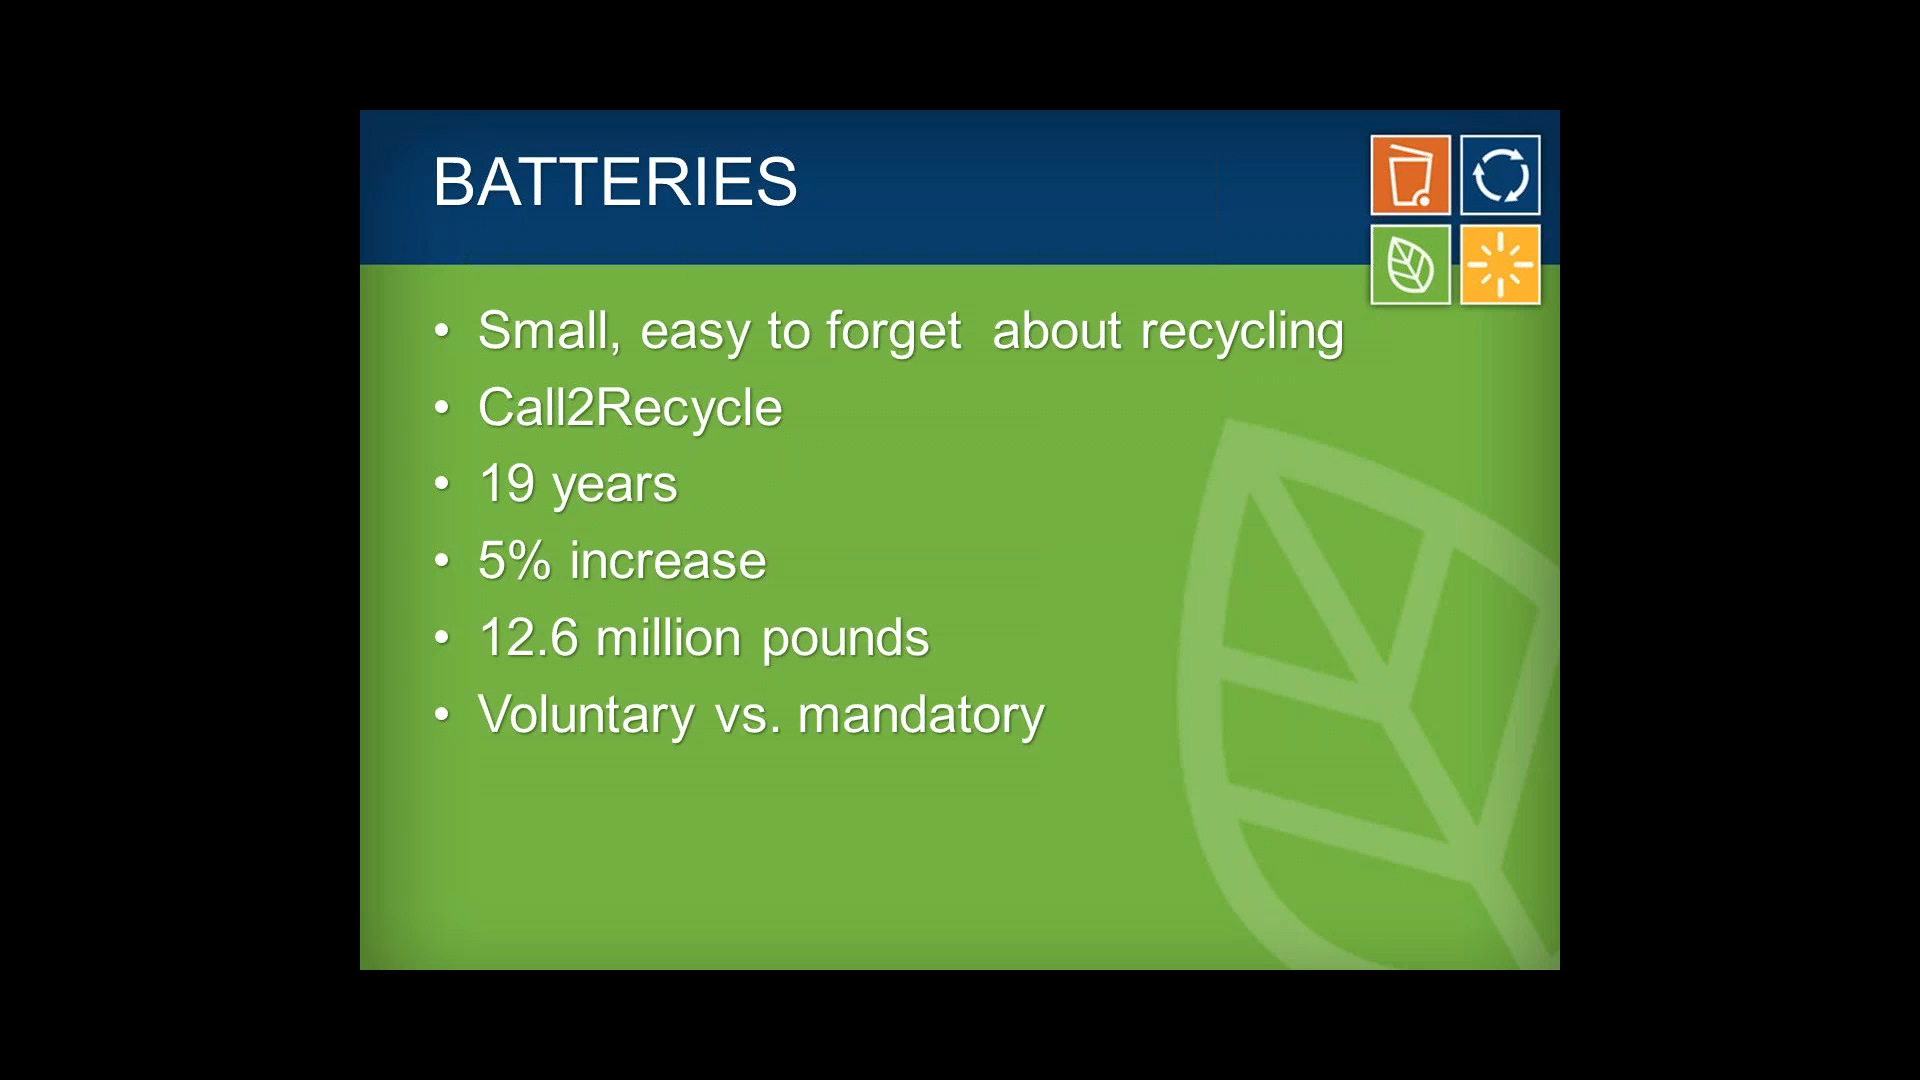 BATTERIES
• Small, easy to forget  about recycling
• Call2Recycle
• 19 years
• 5% increase
• 12.6 million pounds
• Voluntary vs. mandatory